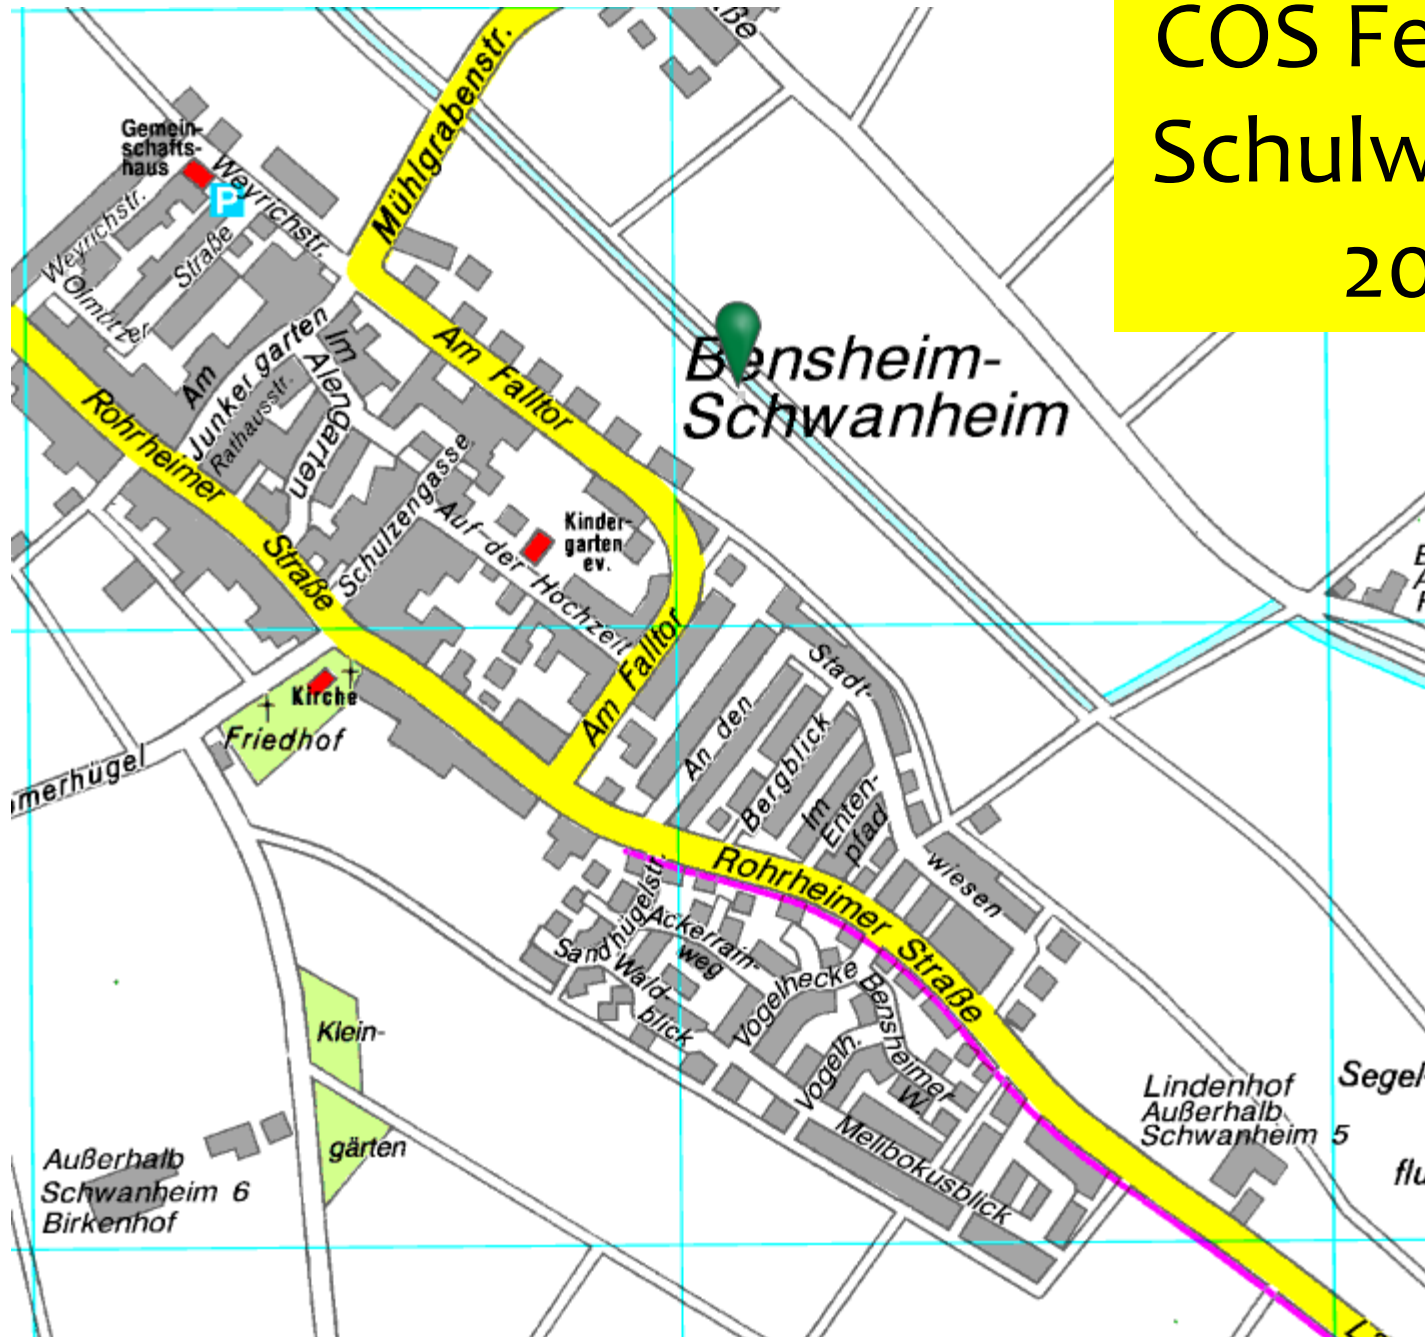 COS Fe
Schulw
20
ße
Mühlgrabenstr.
Gemein-
schafts-
haus
P
Weyrichstr.
Weyrichstr.
Olmützer
Straße
Am
Junker garten
Rathausstr.
Im
Alengarten
Am Falltor
Bensheim-
Schwanheim
Rohrheimer
Straße
Schulzengasse
Auf-der Hochzeit
Kinder-
garten
ev.
Am Falltor
Kirche
Friedhof
merhügel
Stadt-
wiesen
An den
Bergblick
Im
Enten-
pfad
Rohrheimer Straße
Sandhügelstr.
Ackerrain-
weg
Wald-
blick
Vogelhecke
Vogelh.
Bensheimer
W.
Melibokusblick
Klein-
gärten
Außerhalb
Schwanheim 6
Birkenhof
Lindenhof
Außerhalb
Schwanheim 5
Segel-
flu